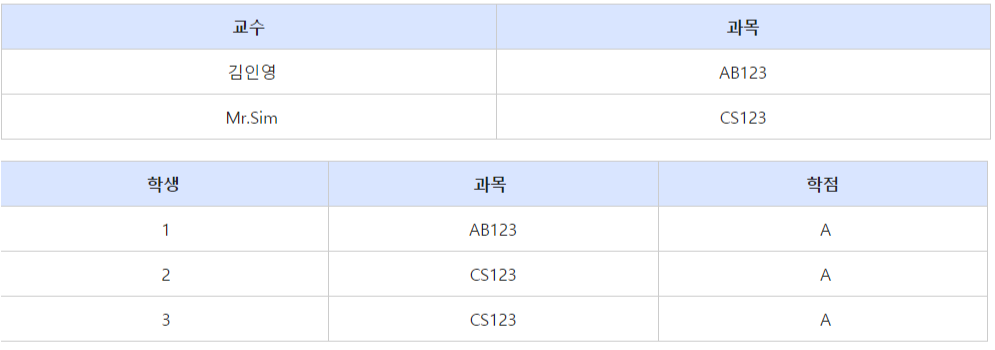 교수 과목
김인영 AB123
Mr.Sim CS123
학생 과목 학점
1 AB123 A
2 CS123 A
3 CS123 A